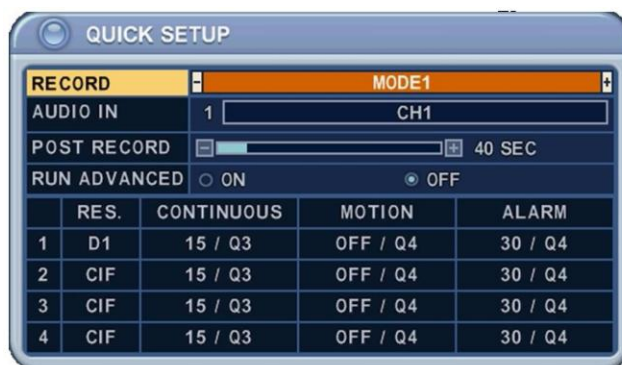 QUICK SETUP
RECORD - MODE1 +
AUDIO IN 1 CH1
POST RECORD - + 40 SEC
RUN ADVANCED ON OFF
RES. CONTINUOUS MOTION ALARM
1 D1 15 / Q3 OFF / Q4 30 / Q4
2 CIF 15 / Q3 OFF / Q4 30 / Q4
3 CIF 15 / Q3 OFF / Q4 30 / Q4
4 CIF 15 / Q3 OFF / Q4 30 / Q4